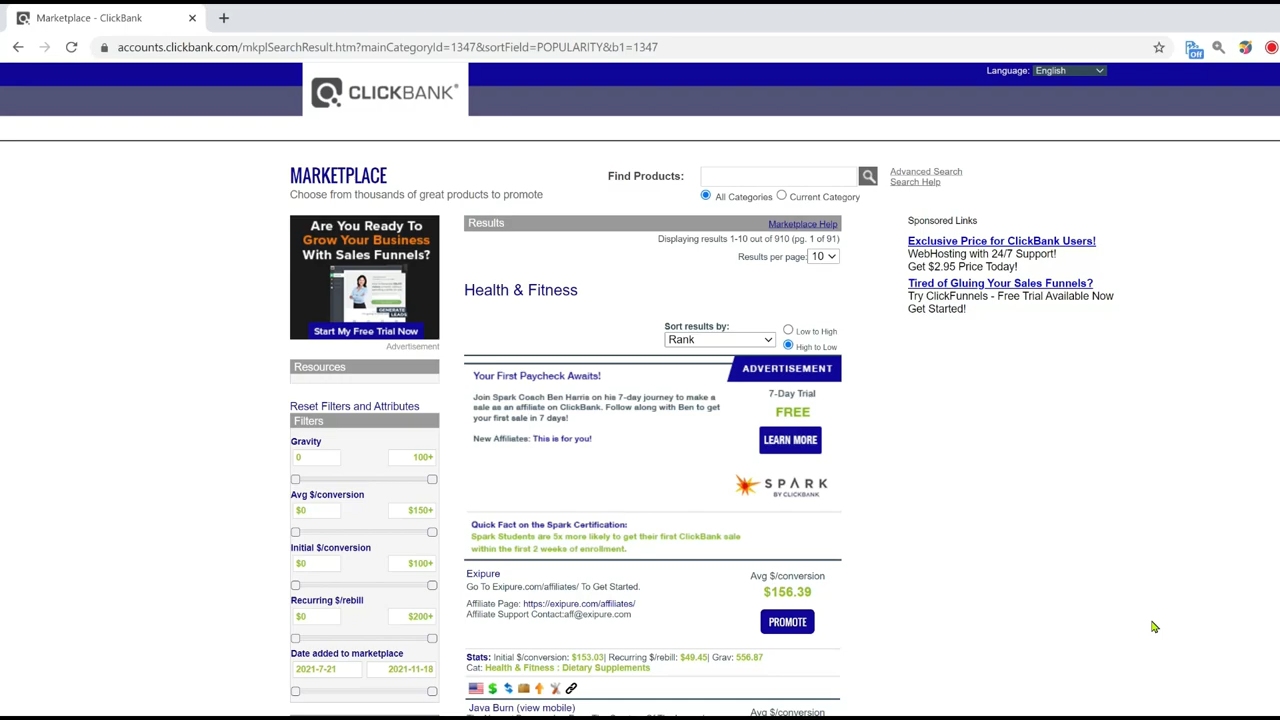 Marketplace - ClickBank
accounts.clickbank.com/mkplSearchResult.htm?mainCategoryId=1347&sortField=POPULARITY&b1=1347
Off
Language: English
CLICKBANK
MARKETPLACE
Choose from thousands of great products to promote
Find Products:
All Categories Current Category
Advanced Search
Search Help
Are You Ready To
Grow Your Business
With Sales Funnels?
GENERATE
LEADS
Start My Free Trial Now
Advertisement
Resources
Reset Filters and Attributes
Filters
Gravity
0 100+
Avg $/conversion
$0 $150+
Initial $/conversion
$0 $100+
Recurring $/rebill
$0 $200+
Date added to marketplace
2021-7-21 2021-11-18
Results Marketplace Help
Displaying results 1-10 out of 910 (pg. 1 of 91)
Results per page: 10
Health & Fitness
Sort results by:
Rank
Low to High
High to Low
ADVERTISEMENT
Your First Paycheck Awaits!
Join Spark Coach Ben Harris on his 7-day journey to make a
sale as an affiliate on ClickBank. Follow along with Ben to get
your first sale in 7 days!
New Affiliates: This is for you!
7-Day Trial
FREE
LEARN MORE
SPARK
BY CLICKBANK
Quick Fact on the Spark Certification:
Spark Students are 5x more likely to get their first ClickBank sale
within the first 2 weeks of enrollment.
Exipure
Go To Exipure.com/affiliates/ To Get Started.
Affiliate Page: https://exipure.com/affiliates/
Affiliate Support Contact:aff@exipure.com
Avg $/conversion
$156.39
PROMOTE
Stats: Initial $/conversion: $153.03| Recurring $/rebill: $49.45| Grav: 556.87
Cat: Health & Fitness : Dietary Supplements
Java Burn (view mobile)
Avg $/conversion
Sponsored Links
Exclusive Price for ClickBank Users!
WebHosting with 24/7 Support!
Get $2.95 Price Today!
Tired of Gluing Your Sales Funnels?
Try ClickFunnels - Free Trial Available Now
Get Started!